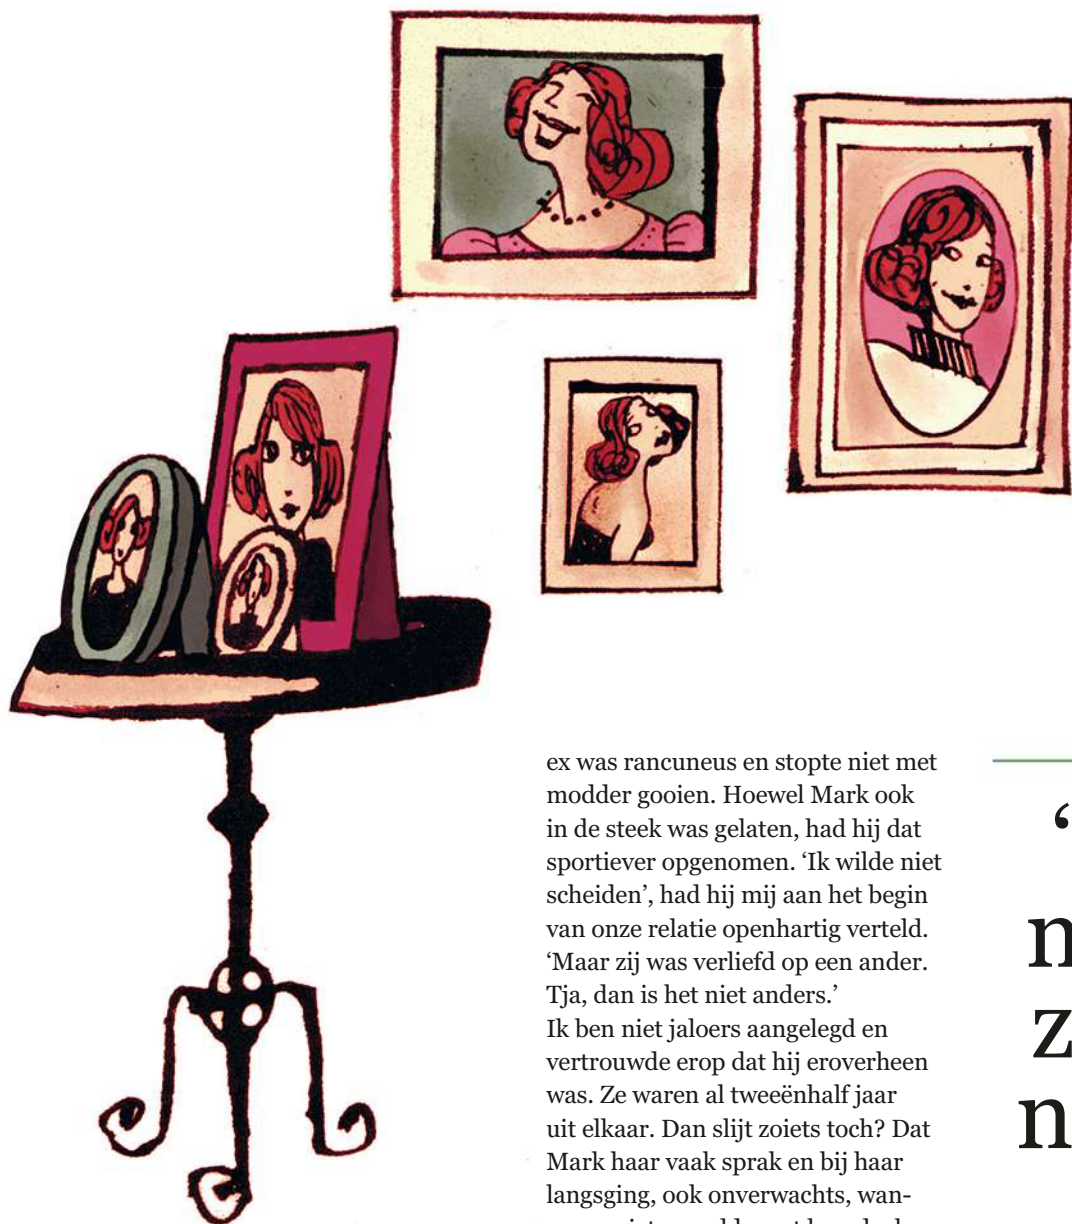 ex was rancuneus en stopte niet met
modder gooien. Hoewel Mark ook
in de steek was gelaten, had hij dat
sportiever opgenomen. ‘Ik wilde niet
scheiden’, had hij mij aan het begin
van onze relatie openhartig verteld.
‘Maar zij was verliefd op een ander.
Tja, dan is het niet anders.’
Ik ben niet jaloers aangelegd en
vertrouwde erop dat hij eroverheen
was. Ze waren al tweeënhalf jaar
uit elkaar. Dan slijt zoiets toch? Dat
Mark haar vaak sprak en bij haar
langsging, ook onverwachts, wan-